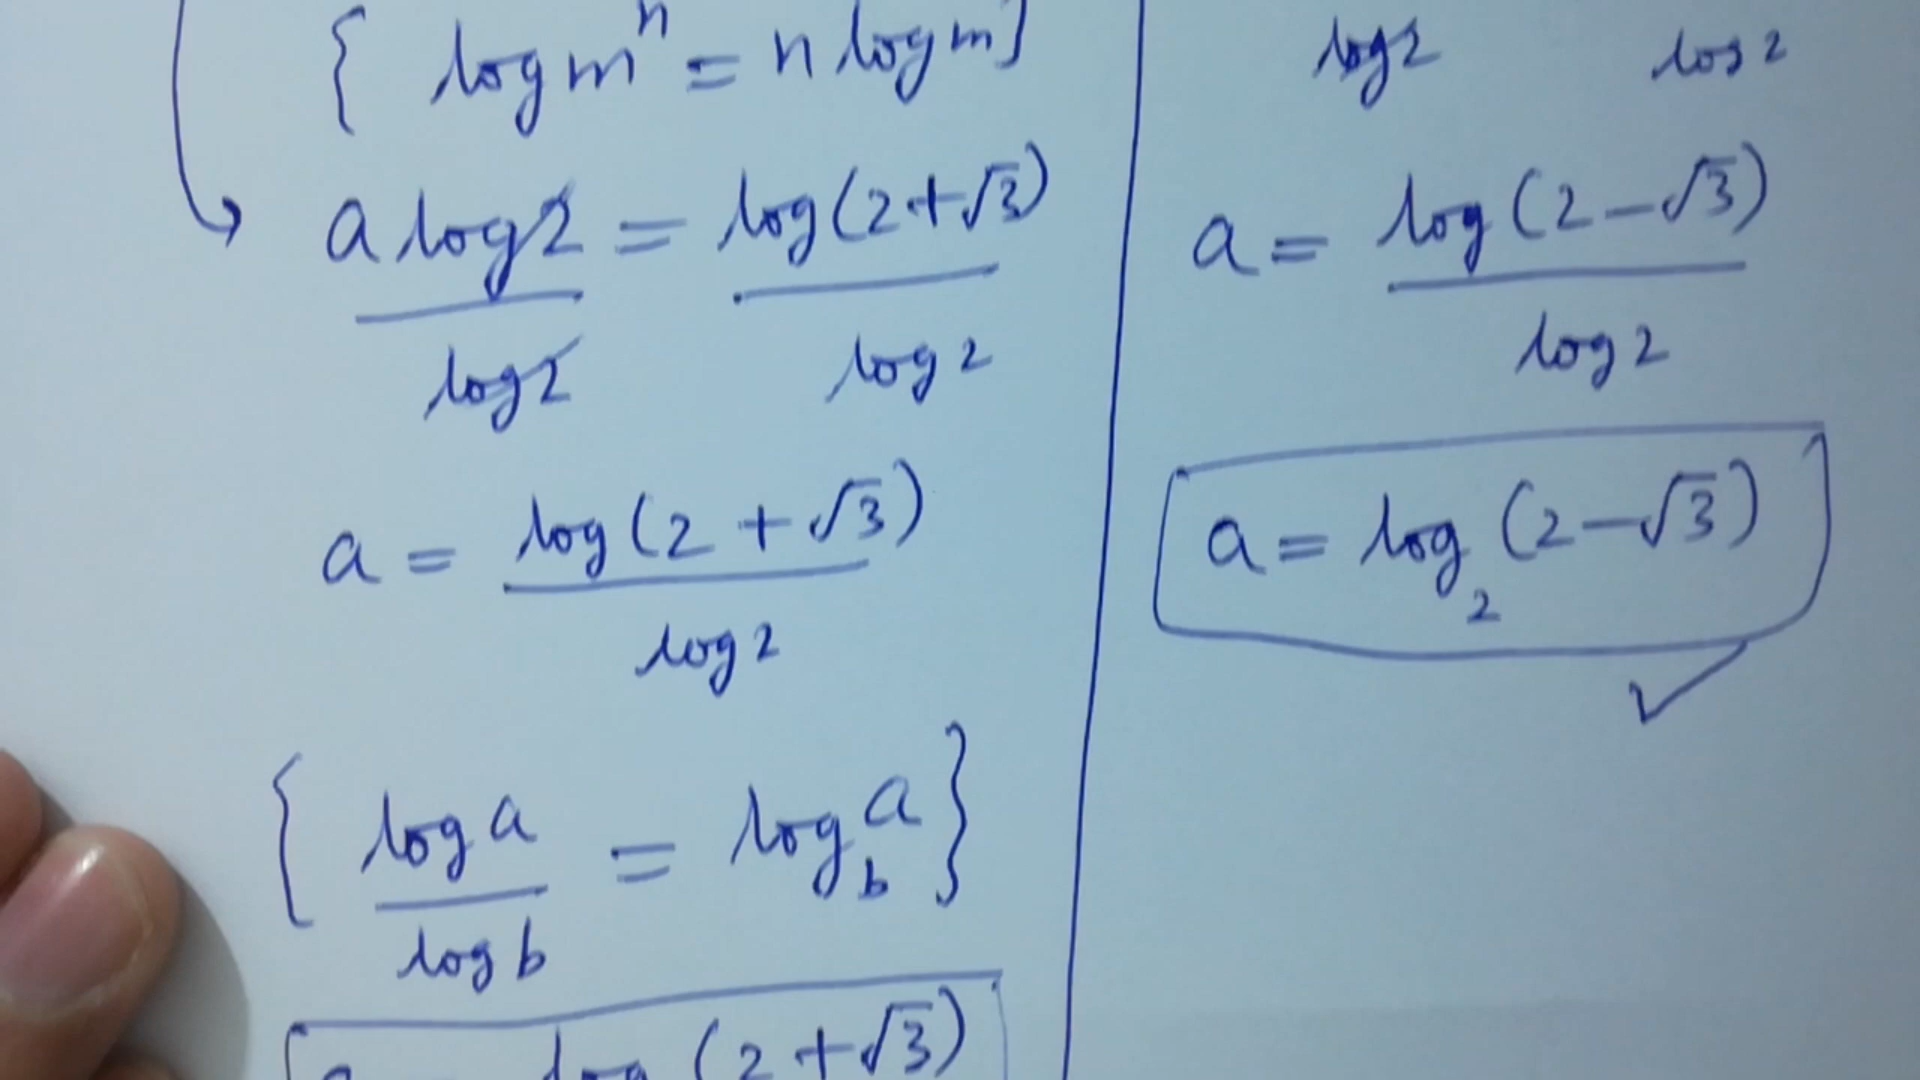 { log m^n = n log m }
a log 2 = log(2+√3)
log 2 log 2
a = log(2+√3)
log 2
{ log a = log_b a }
log b
log (2+√3)
log 2 log 2
a = log(2-√3)
log 2
a = log_2 (2-√3)